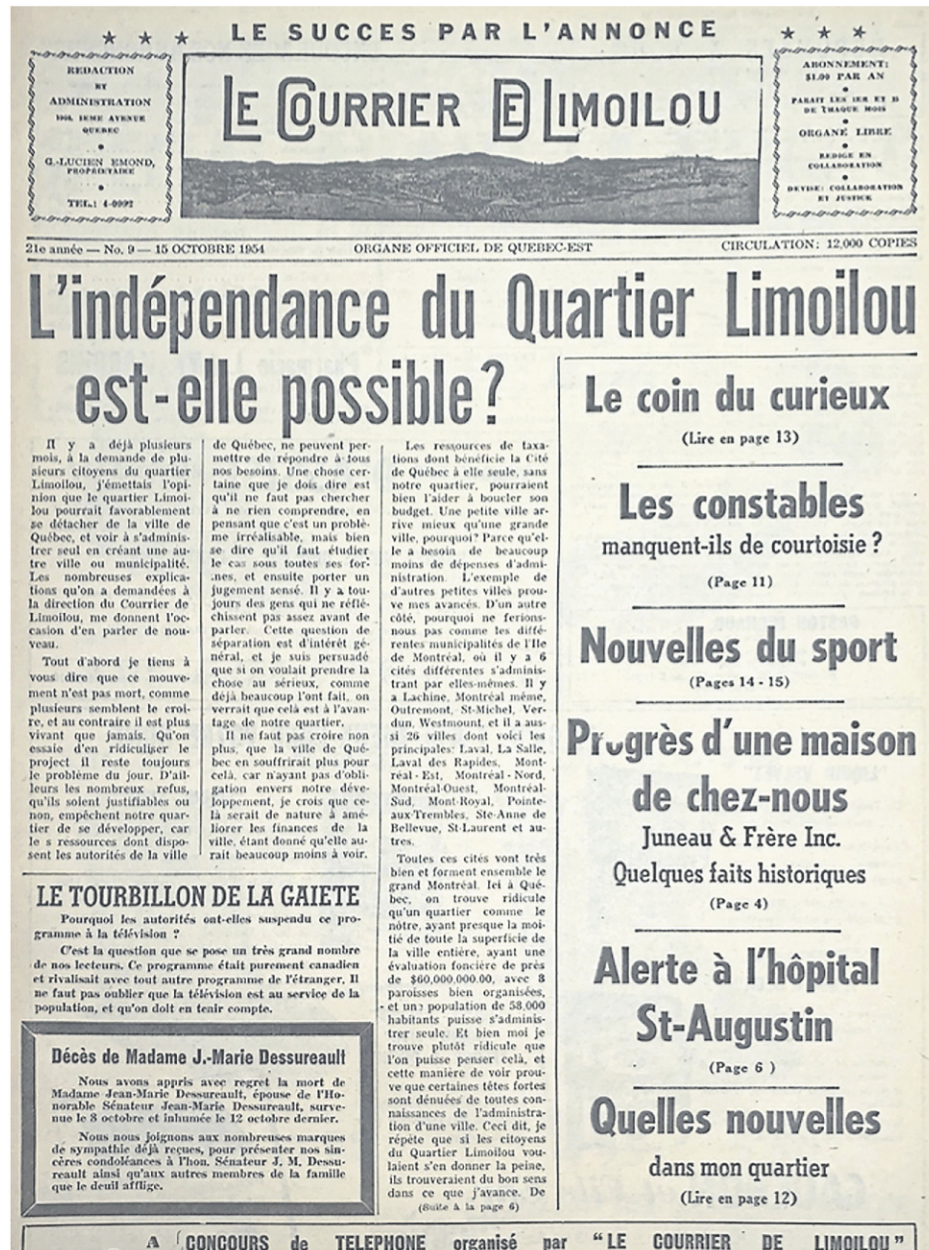 ★ ★ ★ LE SUCCES PAR L'ANNONCE ★ ★ ★
REDACTION
ET
ADMINISTRATION
1ERE AVENUE
QUEBEC
•
G.-LUCIEN EMOND,
PROPRIETAIRE
•
TEL.: 4-0992
LE COURRIER DE LIMOILOU
ABONNEMENT:
$1.00 PAR AN
•
PARAIT LES 1ER ET 15
DE CHAQUE MOIS
•
ORGANE LIBRE
•
REDIGE EN
COLLABORATION
•
DEVISE: COLLABORATION
ET JUSTICE
21e année — No. 9 — 15 OCTOBRE 1954 ORGANE OFFICIEL DE QUEBEC-EST CIRCULATION: 12,000 COPIES
L'indépendance du Quartier Limoilou
est-elle possible?
Il y a déjà plusieurs
mois, à la demande de plu-
sieurs citoyens du quartier
Limoilou, j'émettais l'opi-
nion que le quartier Limoi-
lou pourrait favorablement
se détacher de la ville de
Québec, et voir à s'adminis-
trer seul en créant une au-
tre ville ou municipalité.
Les nombreuses explica-
tions qu'on a demandées à
la direction du Courrier de
Limoilou, me donnent l'oc-
casion d'en parler de nou-
veau.
Tout d'abord je tiens à
vous dire que ce mouve-
ment n'est pas mort, comme
plusieurs semblent le croi-
re, et au contraire il est plus
vivant que jamais. Qu'on
essaie d'en ridiculiser le
project il reste toujours
le problème du jour. D'ail-
leurs les nombreux refus,
qu'ils soient justifiables ou
non, empêchent notre quar-
tier de se développer, car
le s ressources dont dispo-
sent les autorités de la ville
de Québec, ne peuvent per-
mettre de répondre à tous
nos besoins. Une chose cer-
taine que je dois dire est
qu'il ne faut pas chercher
à ne rien comprendre, en
pensant que c'est un problè-
me irréalisable, mais bien
se dire qu'il faut étudier
le cas sous toutes ses for-
mes, et ensuite porter un
jugement sensé. Il y a tou-
jours des gens qui ne réflé-
chissent pas assez avant de
parler. Cette question de
séparation est d'intérêt gé-
néral, et je suis persuadé
que si on voulait prendre la
chose au sérieux, comme
déjà beaucoup l'ont fait, on
verrait que celà est à l'avan-
tage de notre quartier.
Il ne faut pas croire non
plus, que la ville de Qué-
bec en souffrirait plus pour
celà, car n'ayant pas d'obli-
gation envers notre déve-
loppement, je crois que ce-
là serait de nature à amé-
liorer les finances de la
ville, étant donné qu'elle au-
rait beaucoup moins à voir.
Les ressources de taxa-
tions dont bénéficie la Cité
de Québec à elle seule, sans
notre quartier, pourraient
bien l'aider à boucler son
budget. Une petite ville ar-
rive mieux qu'une grande
ville, pourquoi? Parce qu'el-
le a besoin de beaucoup
moins de dépenses d'admi-
nistration. L'exemple de
d'autres petites villes prou-
ve mes avancés. D'un autre
côté, pourquoi ne ferions-
nous pas comme les diffé-
rentes municipalités de l'Ile
de Montréal, où il y a 6
cités différentes s'adminis-
trant par elles-mêmes. Il y
a Lachine, Montréal même,
Outremont, St-Michel, Ver-
dun, Westmount, et il a aus-
si 26 villes dont voici les
principales: Laval, La Salle,
Laval des Rapides, Mont-
réal-Est, Montréal-Nord,
Montréal-Ouest, Montréal-
Sud, Mont-Royal, Pointe-
aux-Trembles, Ste-Anne de
Bellevue, St-Laurent et au-
tres.
Toutes ces cités vont très
bien et forment ensemble le
grand Montréal. Ici à Qué-
bec, on trouve ridicule
qu'un quartier comme le
nôtre, ayant presque la moi-
tié de toute la superficie de
la ville entière, ayant une
évaluation foncière de près
de $60,000,000.00, avec 8
paroisses bien organisées,
et une population de 58,000
habitants puisse s'adminis-
trer seule. Et bien moi je
trouve plutôt ridicule que
l'on puisse penser celà, et
cette manière de voir prou-
ve que certaines têtes fortes
sont dénuées de toutes con-
naissances de l'administra-
tion d'une ville. Ceci dit, je
répète que si les citoyens
du Quartier Limoilou vou-
laient s'en donner la peine,
ils trouveraient du bon sens
dans ce que j'avance. De
(Suite à la page 6)
LE TOURBILLON DE LA GAIETE
Pourquoi les autorités ont-elles suspendu ce pro-
gramme à la télévision ?
C'est la question que se pose un très grand nombre
de nos lecteurs. Ce programme était purement canadien
et rivalisait avec tout autre programme de l'étranger. Il
ne faut pas oublier que la télévision est au service de la
population, et qu'on doit en tenir compte.
Décès de Madame J.-Marie Dessureault
Nous avons appris avec regret la mort de
Madame Jean-Marie Dessureault, épouse de l'Ho-
norable Sénateur Jean-Marie Dessureault, surve-
nue le 8 octobre et inhumée le 12 octobre dernier.
Nous nous joignons aux nombreuses marques
de sympathie déjà reçues, pour présenter nos sin-
cères condoléances à l'hon. Sénateur J. M. Dessu-
reault ainsi qu'aux autres membres de la famille
que le deuil afflige.
Le coin du curieux
(Lire en page 13)
Les constables
manquent-ils de courtoisie ?
(Page 11)
Nouvelles du sport
(Pages 14 - 15)
Progrès d'une maison
de chez-nous
Juneau & Frère Inc.
Quelques faits historiques
(Page 4)
Alerte à l'hôpital
St-Augustin
(Page 6 )
Quelles nouvelles
dans mon quartier
(Lire en page 12)
A CONCOURS de TELEPHONE organisé par "LE COURRIER DE LIMOILOU"